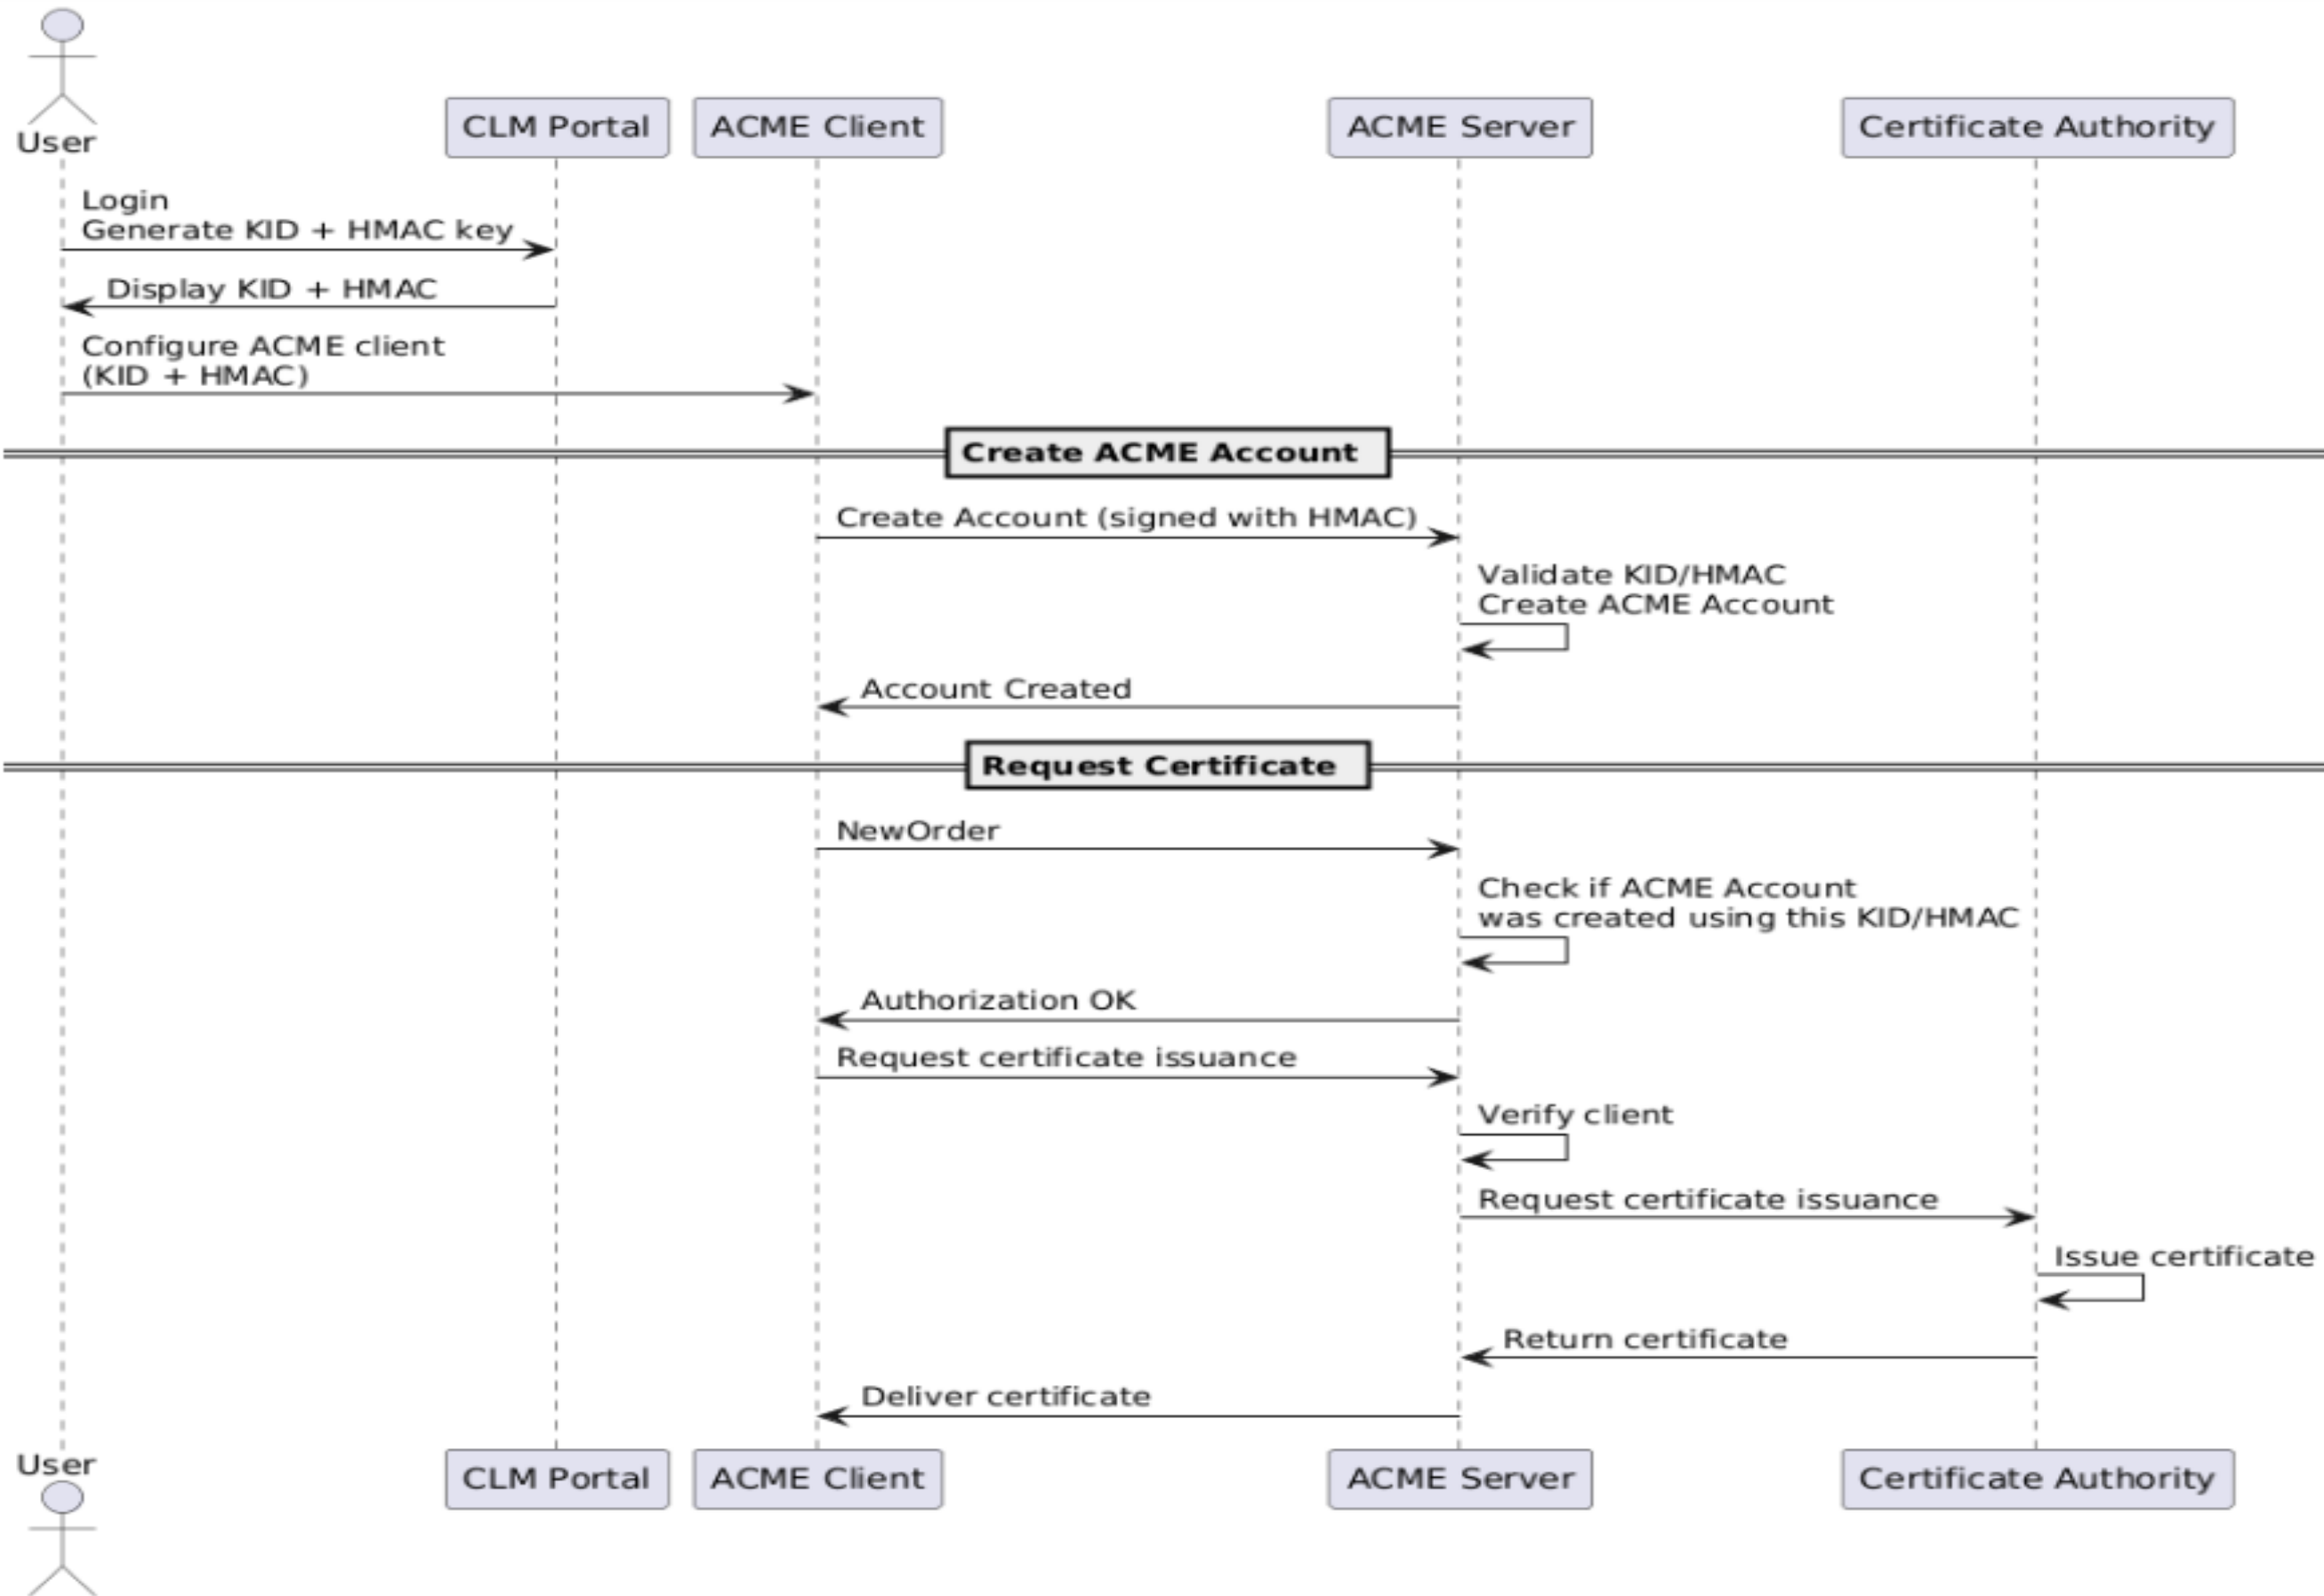 User
CLM Portal
ACME Client
ACME Server
Certificate Authority
Login
Generate KID + HMAC key
Display KID + HMAC
Configure ACME client
(KID + HMAC)
Create ACME Account
Create Account (signed with HMAC)
Validate KID/HMAC
Create ACME Account
Account Created
Request Certificate
NewOrder
Check if ACME Account
was created using this KID/HMAC
Authorization OK
Request certificate issuance
Verify client
Request certificate issuance
Issue certificate
Return certificate
Deliver certificate
User
CLM Portal
ACME Client
ACME Server
Certificate Authority